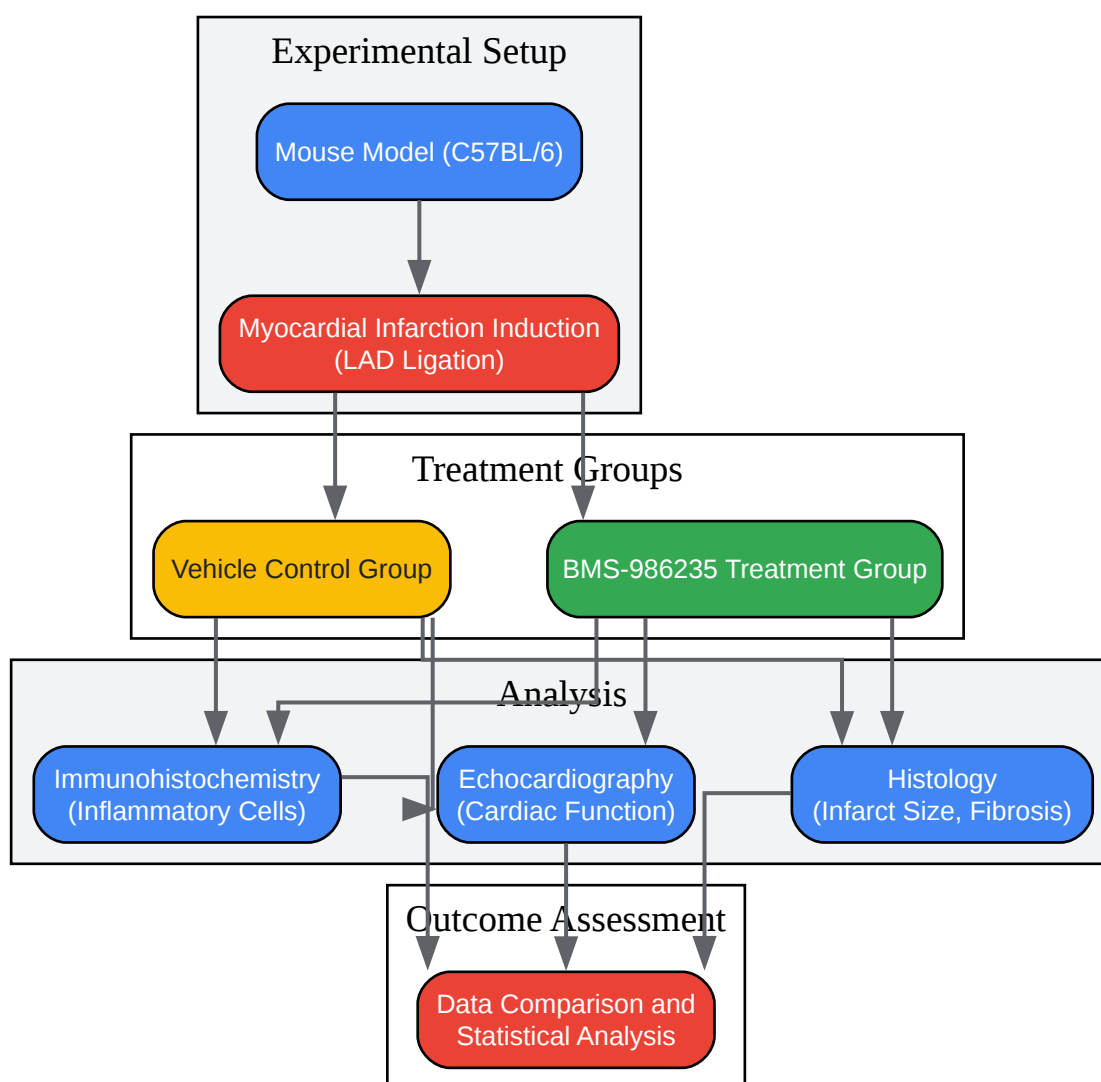 Experimental Setup
Mouse Model (C57BL/6)
Myocardial Infarction Induction
(LAD Ligation)
Treatment Groups
Vehicle Control Group
BMS-986235 Treatment Group
Analysis
Immunohistochemistry
(Inflammatory Cells)
Echocardiography
(Cardiac Function)
Histology
(Infarct Size, Fibrosis)
Outcome Assessment
Data Comparison and
Statistical Analysis